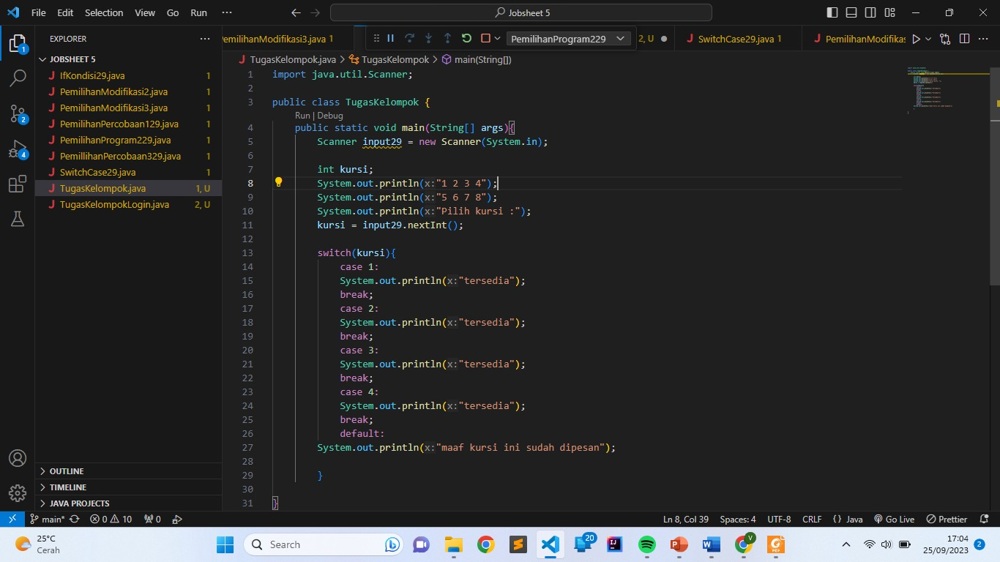 File Edit Selection View Go Run ··· Jobsheet 5
EXPLORER ···
JOBSHEET 5
IfKondisi29.java 1
PemilihanModifikasi2.java 1
PemilihanModifikasi3.java 1
PemilihanPercobaan129.java 1
PemilihanProgram229.java 1
PemillihanPercobaan329.java 1
SwitchCase29.java 1
TugasKelompok.java 1, U
TugasKelompokLogin.java 2, U
OUTLINE
TIMELINE
JAVA PROJECTS
emilihanModifikasi3.java 1 PemilihanProgram229 2, U SwitchCase29.java 1 PemilihanModifikas
TugasKelompok.java > TugasKelompok > main(String[])
1 import java.util.Scanner;
2
3 public class TugasKelompok {
Run | Debug
4 public static void main(String[] args){
5 Scanner input29 = new Scanner(System.in);
6
7 int kursi;
8 System.out.println(x:"1 2 3 4");
9 System.out.println(x:"5 6 7 8");
10 System.out.println(x:"Pilih kursi :");
11 kursi = input29.nextInt();
12
13 switch(kursi){
14 case 1:
15 System.out.println(x:"tersedia");
16 break;
17 case 2:
18 System.out.println(x:"tersedia");
19 break;
20 case 3:
21 System.out.println(x:"tersedia");
22 break;
23 case 4:
24 System.out.println(x:"tersedia");
25 break;
26 default:
27 System.out.println(x:"maaf kursi ini sudah dipesan");
28
29 }
30
31 }
main* 0 10 0 Ln 8, Col 39 Spaces: 4 UTF-8 CRLF { } Java Go Live Prettier
25°C
Cerah
Search
20
17:04
25/09/2023 2